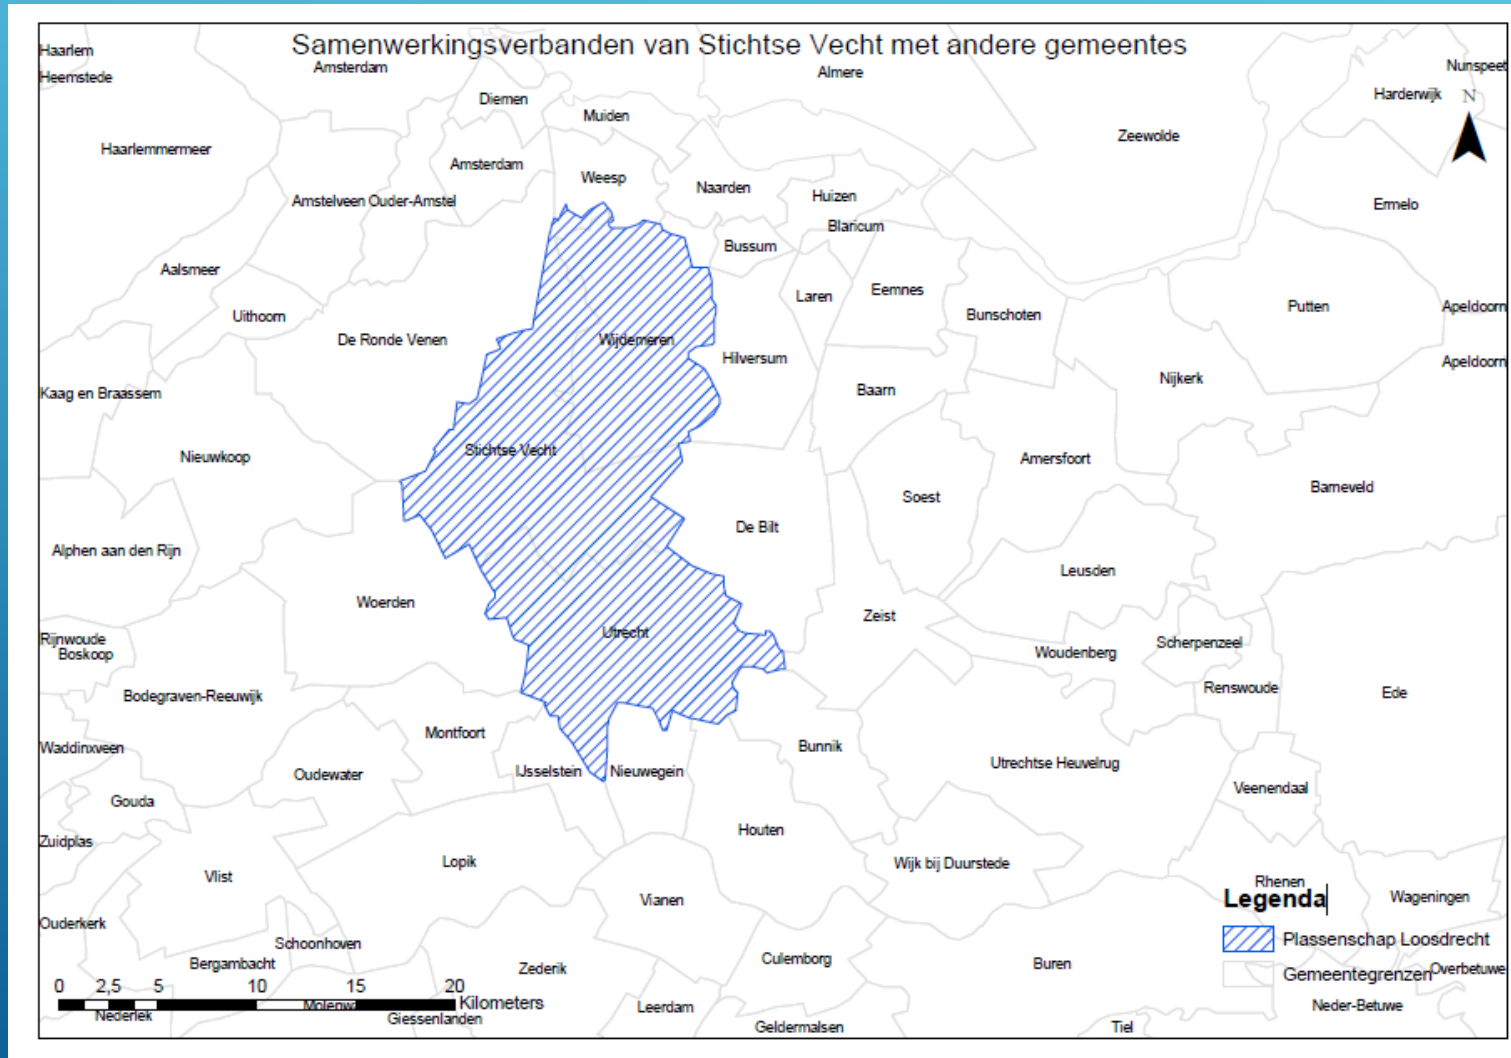 Samenwerkingsverbanden van Stichtse Vecht met andere gemeentes
Haarlem
Amsterdam
Almere
Nunspeet
Heemstede
Diemen
Harderwijk
N
Muiden
Zeewolde
Haarlemmermeer
Amsterdam
Weesp
Naarden
Huizen
Amstelveen Ouder-Amstel
Ermelo
Blaricum
Bussum
Aalsmeer
Laren
Eemnes
Uithoorn
Bunschoten
Putten
Apeldoorn
De Ronde Venen
Wijdemeren
Hilversum
Apeldoorn
Kaag en Braassem
Baarn
Nijkerk
Nieuwkoop
Stichtse Vecht
Amersfoort
Soest
Barneveld
De Bilt
Alphen aan den Rijn
Leusden
Woerden
Zeist
Utrecht
Rijnwoude
Boskoop
Woudenberg
Scherpenzeel
Bodegraven-Reeuwijk
Renswoude
Ede
Montfoort
Waddinxveen
Bunnik
Oudewater
IJsselstein
Nieuwegein
Utrechtse Heuvelrug
Veenendaal
Gouda
Houten
Zuidplas
Lopik
Wijk bij Duurstede
Vlist
Rhenen
Vianen
Legenda
Wageningen
Ouderkerk
Schoonhoven
Plassenschap Loosdrecht
Bergambacht
Zederik
Culemborg
Buren
Gemeentegrenzen
Overbetuwe
0 2,5 5 10 15 20
Kilometers
Leerdam
Neder-Betuwe
Nederlek
Giessenlanden
Geldermalsen
Tiel